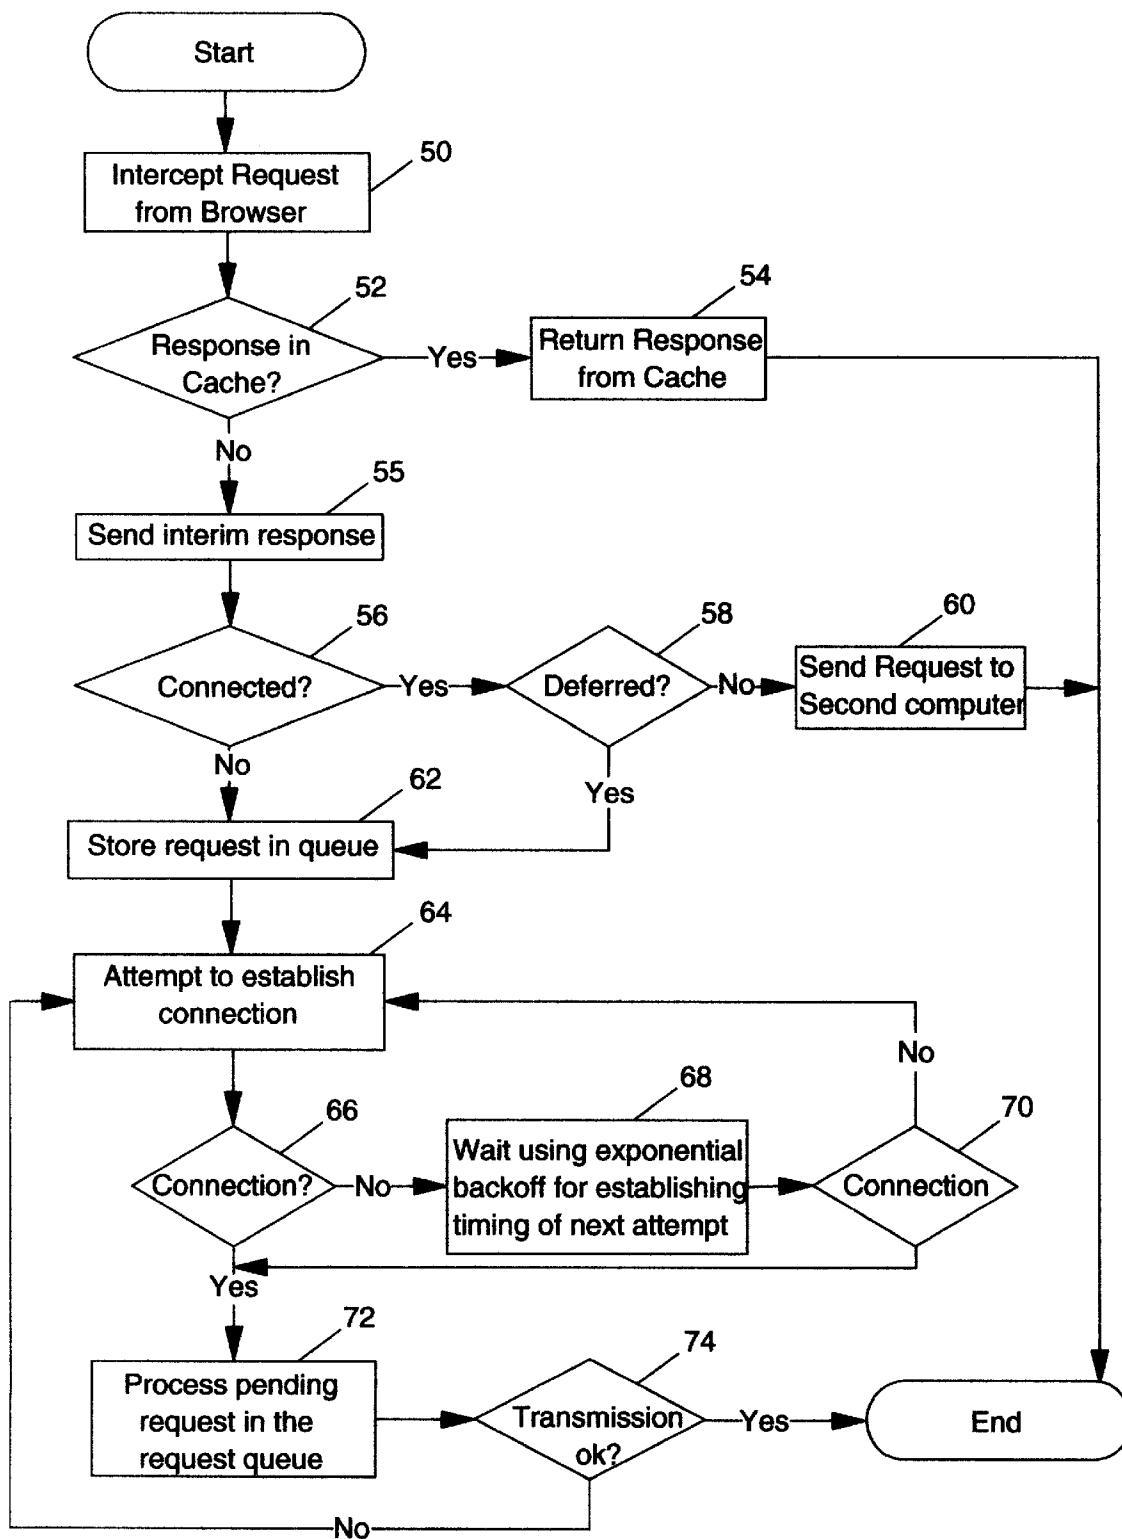 Start
50
Intercept Request
from Browser
52
Response in
Cache?
Yes
54
Return Response
from Cache
No
55
Send interim response
56
Connected?
Yes
58
Deferred?
No
60
Send Request to
Second computer
No
Yes
62
Store request in queue
64
Attempt to establish
connection
No
66
Connection?
No
68
Wait using exponential
backoff for establishing
timing of next attempt
70
Connection
Yes
72
Process pending
request in the
request queue
74
Transmission
ok?
Yes
End
No